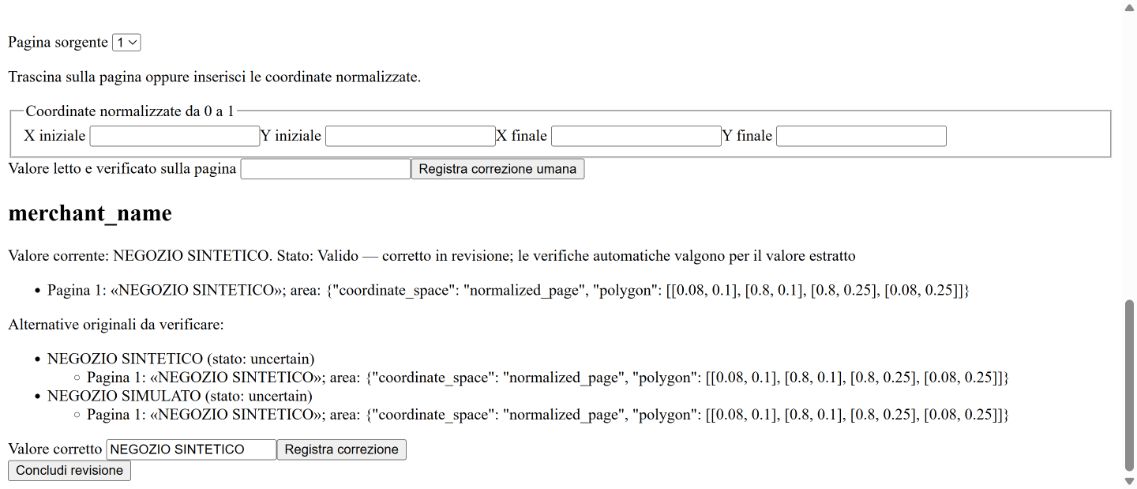 Pagina sorgente 1
Trascina sulla pagina oppure inserisci le coordinate normalizzate.
Coordinate normalizzate da 0 a 1
X iniziale Y iniziale X finale Y finale
Valore letto e verificato sulla pagina Registra correzione umana
merchant_name
Valore corrente: NEGOZIO SINTETICO. Stato: Valido — corretto in revisione; le verifiche automatiche valgono per il valore estratto
• Pagina 1: «NEGOZIO SINTETICO»; area: {"coordinate_space": "normalized_page", "polygon": [[0.08, 0.1], [0.8, 0.1], [0.8, 0.25], [0.08, 0.25]]}
Alternative originali da verificare:
• NEGOZIO SINTETICO (stato: uncertain)
◦ Pagina 1: «NEGOZIO SINTETICO»; area: {"coordinate_space": "normalized_page", "polygon": [[0.08, 0.1], [0.8, 0.1], [0.8, 0.25], [0.08, 0.25]]}
• NEGOZIO SIMULATO (stato: uncertain)
◦ Pagina 1: «NEGOZIO SINTETICO»; area: {"coordinate_space": "normalized_page", "polygon": [[0.08, 0.1], [0.8, 0.1], [0.8, 0.25], [0.08, 0.25]]}
Valore corretto NEGOZIO SINTETICO Registra correzione
Concludi revisione